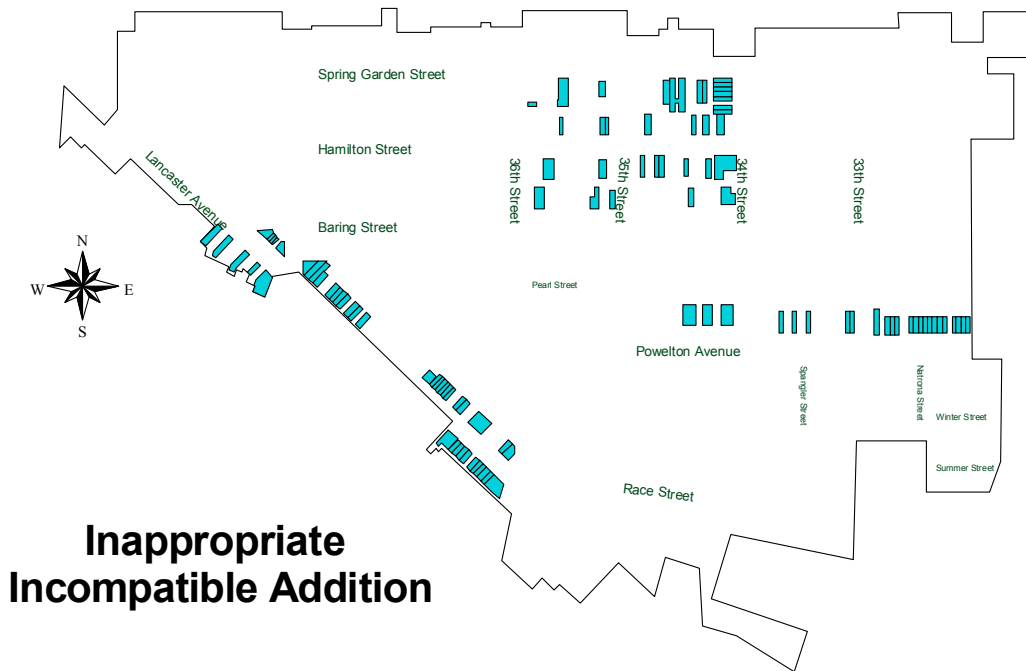 Spring Garden Street
Hamilton Street
Lancaster Avenue
36th Street
35th Street
34th Street
33th Street
Baring Street
N
W
E
S
Pearl Street
Powelton Avenue
Spangler Street
Natrona Street
Winter Street
Summer Street
Race Street
Inappropriate
Incompatible Addition